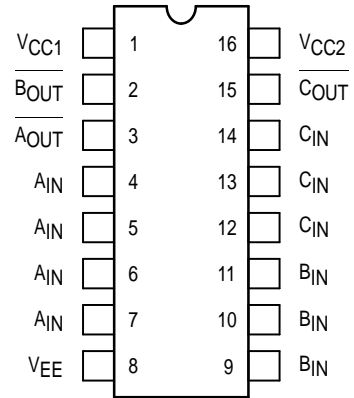 VCC1 1 16 VCC2
BOUT 2 15 COUT
AOUT 3 14 CIN
AIN 4 13 CIN
AIN 5 12 CIN
AIN 6 11 BIN
AIN 7 10 BIN
VEE 8 9 BIN